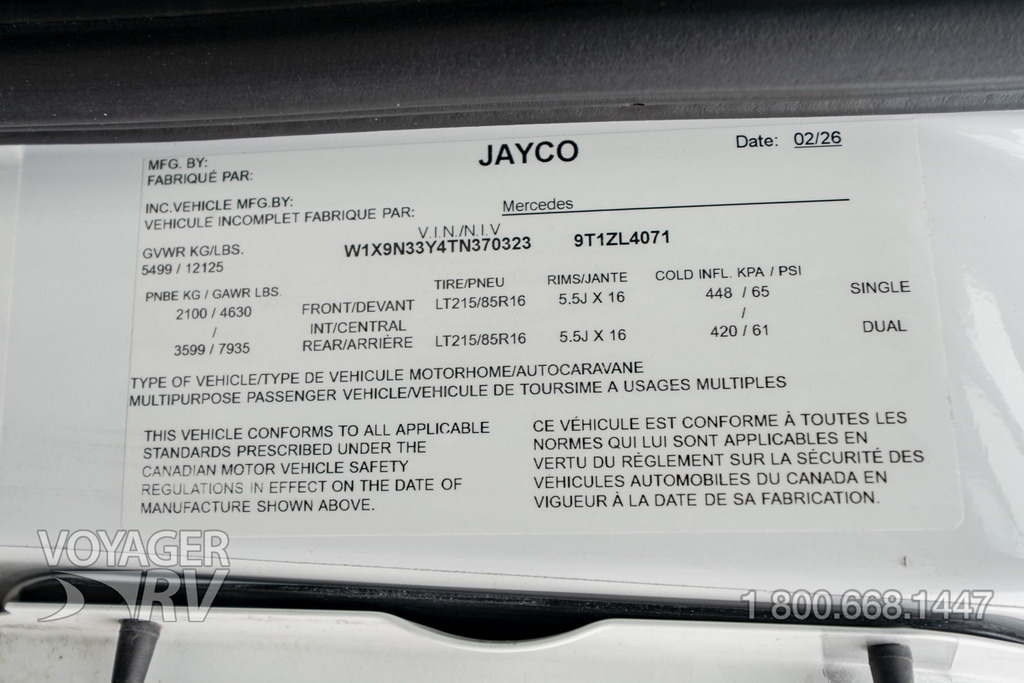 MFG. BY:
FABRIQUÉ PAR:
JAYCO
Date: 02/26
INC.VEHICLE MFG.BY:
VEHICULE INCOMPLET FABRIQUE PAR:
Mercedes
V.I.N./N.I.V
GVWR KG/LBS.
5499 / 12125
W1X9N33Y4TN370323 9T1ZL4071
PNBE KG / GAWR LBS. TIRE/PNEU RIMS/JANTE COLD INFL. KPA / PSI
2100 / 4630 FRONT/DEVANT LT215/85R16 5.5J X 16 448 / 65 SINGLE
/ INT/CENTRAL /
3599 / 7935 REAR/ARRIÈRE LT215/85R16 5.5J X 16 420 / 61 DUAL
TYPE OF VEHICLE/TYPE DE VEHICULE MOTORHOME/AUTOCARAVANE
MULTIPURPOSE PASSENGER VEHICLE/VEHICULE DE TOURSIME A USAGES MULTIPLES
THIS VEHICLE CONFORMS TO ALL APPLICABLE
STANDARDS PRESCRIBED UNDER THE
CANADIAN MOTOR VEHICLE SAFETY
REGULATIONS IN EFFECT ON THE DATE OF
MANUFACTURE SHOWN ABOVE.
CE VÉHICULE EST CONFORME À TOUTES LES
NORMES QUI LUI SONT APPLICABLES EN
VERTU DU RÈGLEMENT SUR LA SÉCURITÉ DES
VEHICULES AUTOMOBILES DU CANADA EN
VIGUEUR À LA DATE DE SA FABRICATION.
VOYAGER
RV
1.800.668.1447